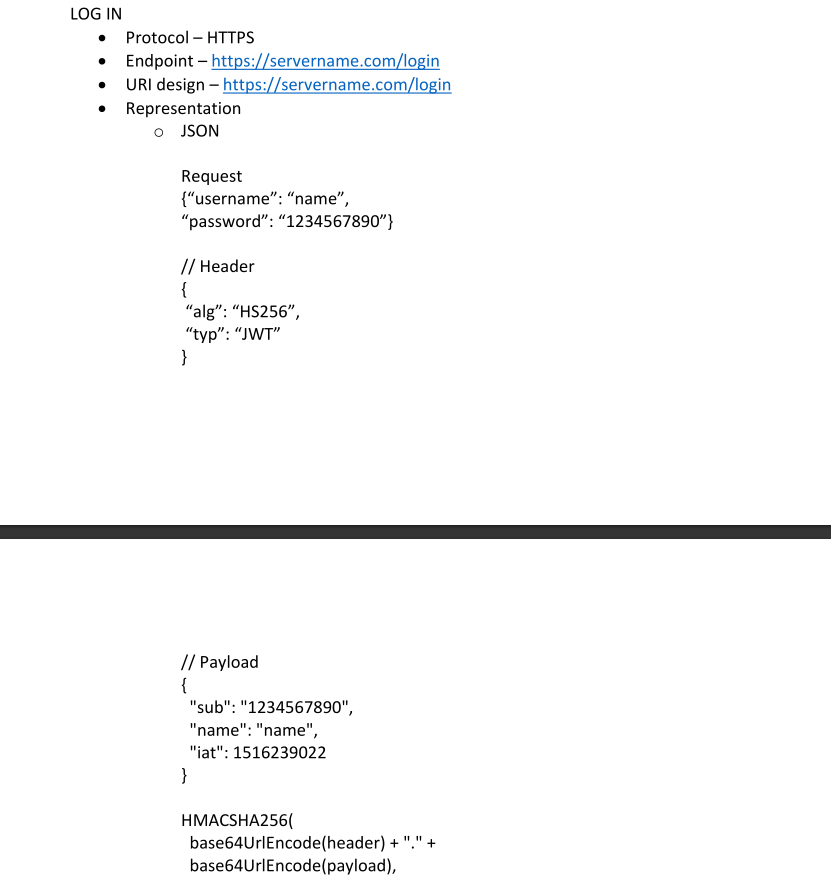 LOG IN
• Protocol – HTTPS
• Endpoint – https://servername.com/login
• URI design – https://servername.com/login
• Representation
o JSON
Request
{“username”: “name”,
“password”: “1234567890”}
// Header
{
“alg”: “HS256”,
“typ”: “JWT”
}
// Payload
{
"sub": "1234567890",
"name": "name",
"iat": 1516239022
}
HMACSHA256(
base64UrlEncode(header) + "." +
base64UrlEncode(payload),